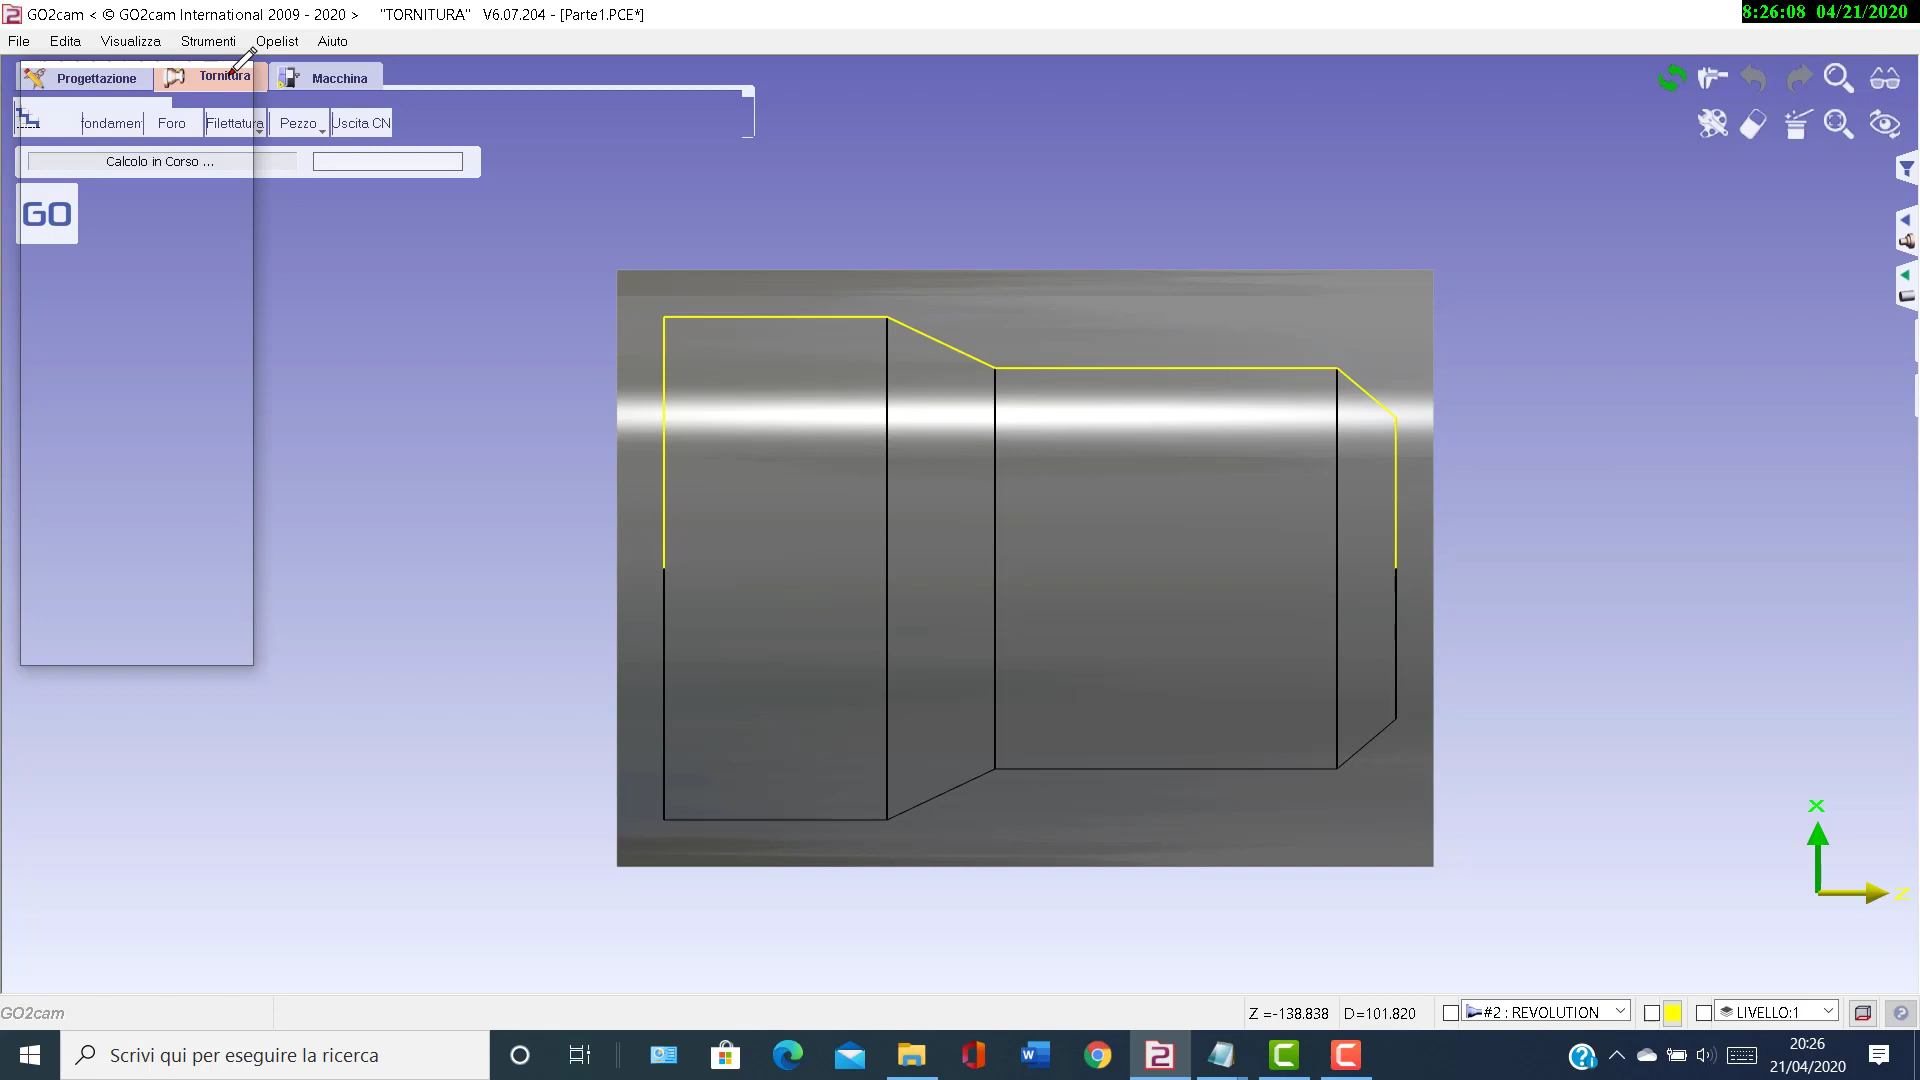 GO2cam < © GO2cam International 2009 - 2020 > "TORNITURA" V6.07.204 - [Parte1.PCE*]
8:26:08 04/21/2020
File Edita Visualizza Strumenti Opelist Aiuto
Progettazione Tornitura Macchina
fondamen Foro Filettatura Pezzo Uscita CN
Calcolo in Corso ...
GO
X
Z
GO2cam
Z =-138.838 D=101.820 #2 : REVOLUTION LIVELLO:1
Scrivi qui per eseguire la ricerca
20:26
21/04/2020